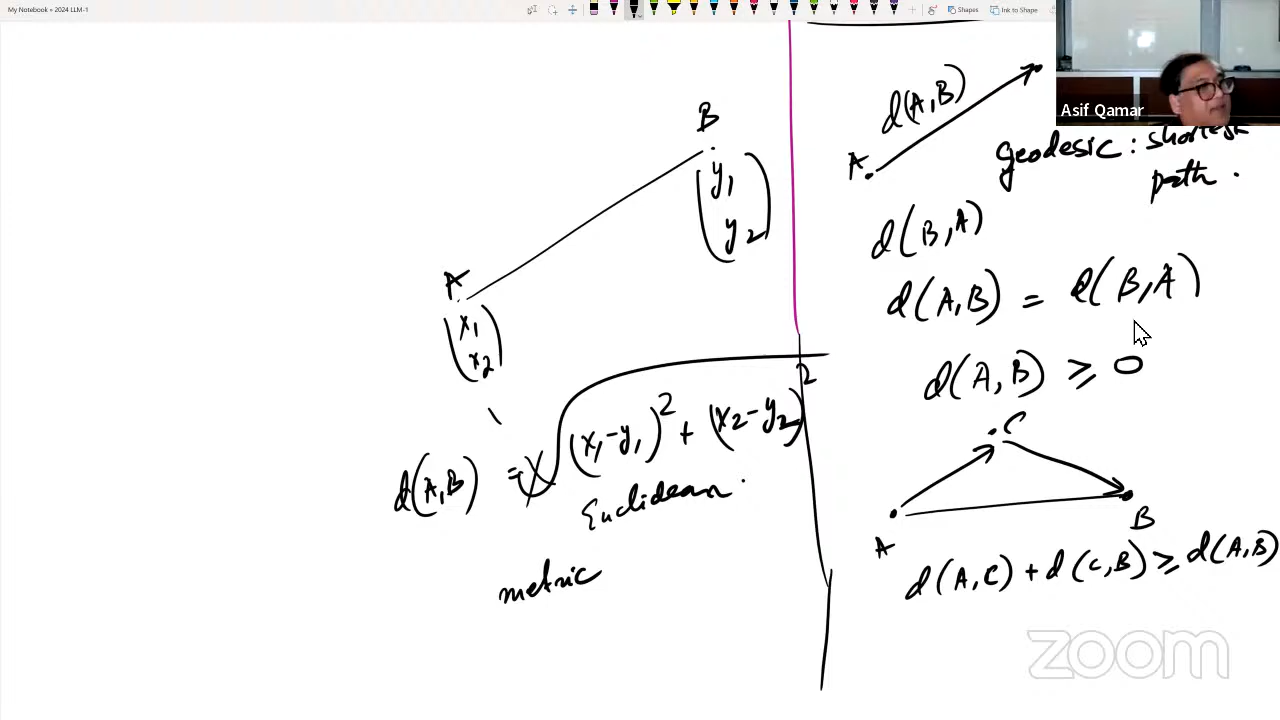 My Notebook » 2024 LLM-1
Shapes
Ink to Shape
Asif Qamar
B
(y₁
y₂)
A
(x₁
x₂)
d(A,B) = √(x₁-y₁)² + (x₂-y₂)²
Euclidean.
metric
d(A,B)
A
geodesic : shortest
path.
d(B,A)
d(A,B) = d(B,A)
d(A,B) ≥ 0
C
A
B
d(A,C) + d(C,B) ≥ d(A,B)
zoom